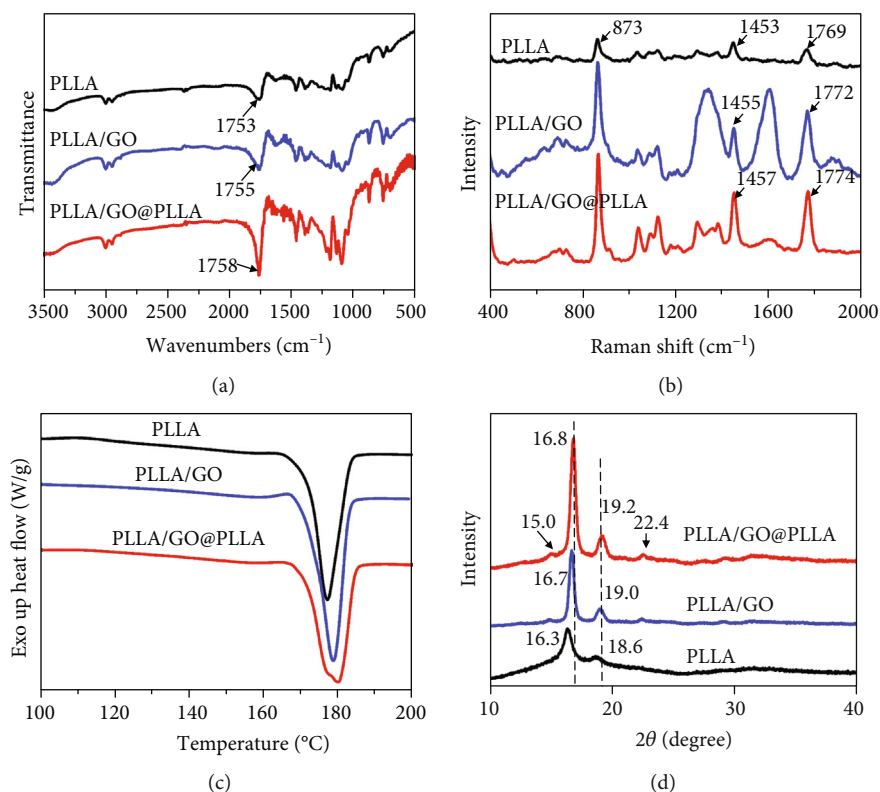 Transmittance
PLLA
1753
PLLA/GO
1755
PLLA/GO@PLLA
1758
3500 3000 2500 2000 1500 1000 500
Wavenumbers (cm⁻¹)
(a)
Intensity
PLLA
873
1453
1769
PLLA/GO
1455
1772
PLLA/GO@PLLA
1457
1774
400 800 1200 1600 2000
Raman shift (cm⁻¹)
(b)
Exo up heat flow (W/g)
PLLA
PLLA/GO
PLLA/GO@PLLA
100 120 140 160 180 200
Temperature (°C)
(c)
Intensity
16.8
15.0
19.2
22.4
PLLA/GO@PLLA
16.7
19.0
PLLA/GO
16.3
18.6
PLLA
10 20 30 40
2θ (degree)
(d)